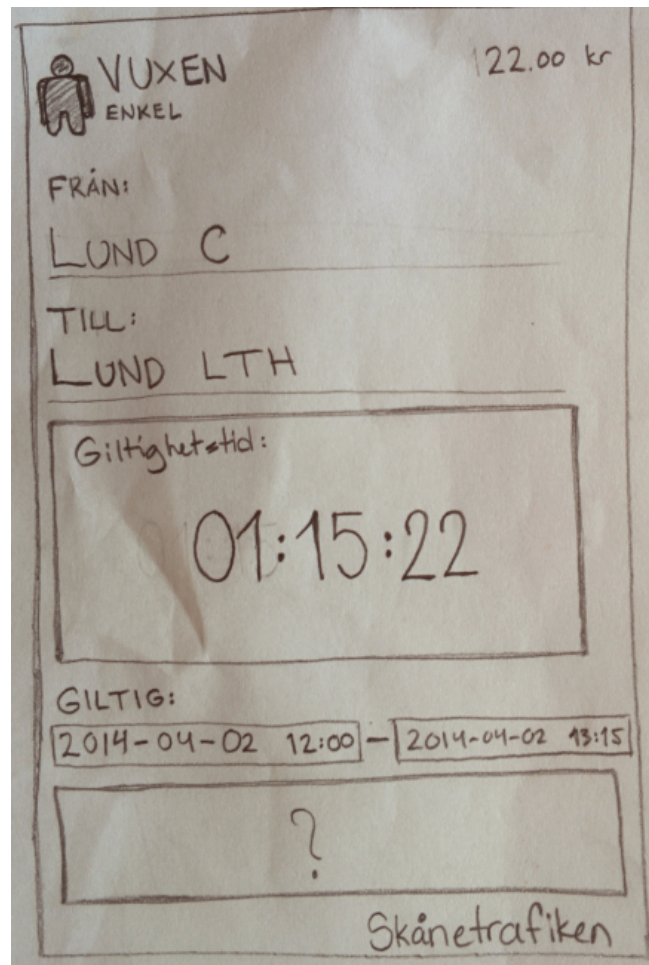 VUXEN 22.00 kr
ENKEL
FRÅN:
LUND C
TILL:
LUND LTH
Giltighetstid:
01:15:22
GILTIG:
2014-04-02 12:00 - 2014-04-02 13:15
?
Skånetrafiken